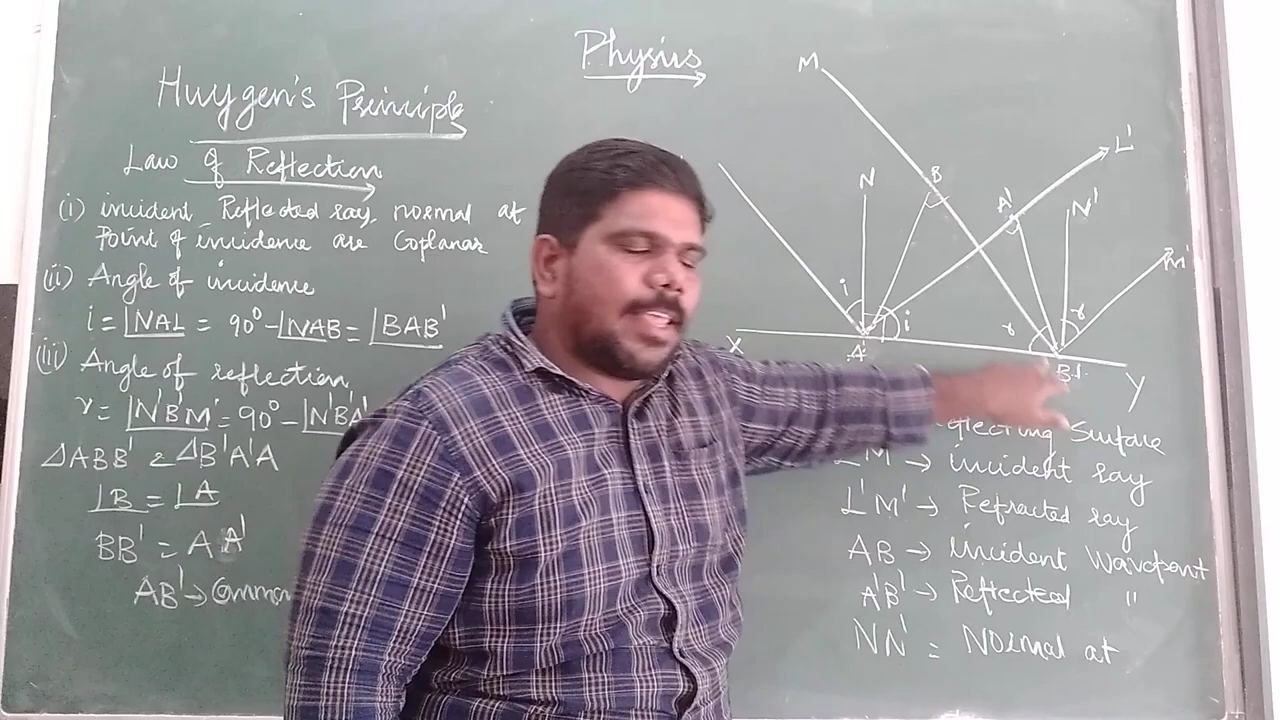 Physics
Huygen's Principle
Law of Reflection
(i) incident Reflected ray, normal at
Point of incidence are Coplanar
(ii) Angle of incidence
i = ∠NAL = 90° - ∠NAB = ∠BAB'
(iii) Angle of reflection
r = ∠N'B'M' = 90° - ∠N'B'A'
ΔABB' & ΔB'A'A
∠B = ∠A
BB' = AA'
AB' → Common
M
L'
N
B
A'
N'
M'
i
i
r
r
X
A
B'
Y
Reflecting Surface
LM → incident ray
L'M' → Refracted ray
AB → incident Wavefront
A'B' → Reflected "
NN' = Normal at